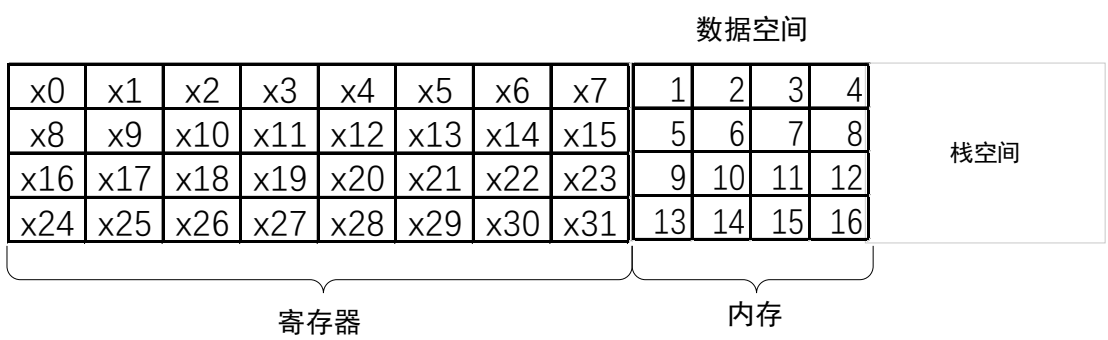 数据空间
x0 x1 x2 x3 x4 x5 x6 x7 1 2 3 4
x8 x9 x10 x11 x12 x13 x14 x15 5 6 7 8
栈空间
x16 x17 x18 x19 x20 x21 x22 x23 9 10 11 12
x24 x25 x26 x27 x28 x29 x30 x31 13 14 15 16
寄存器
内存